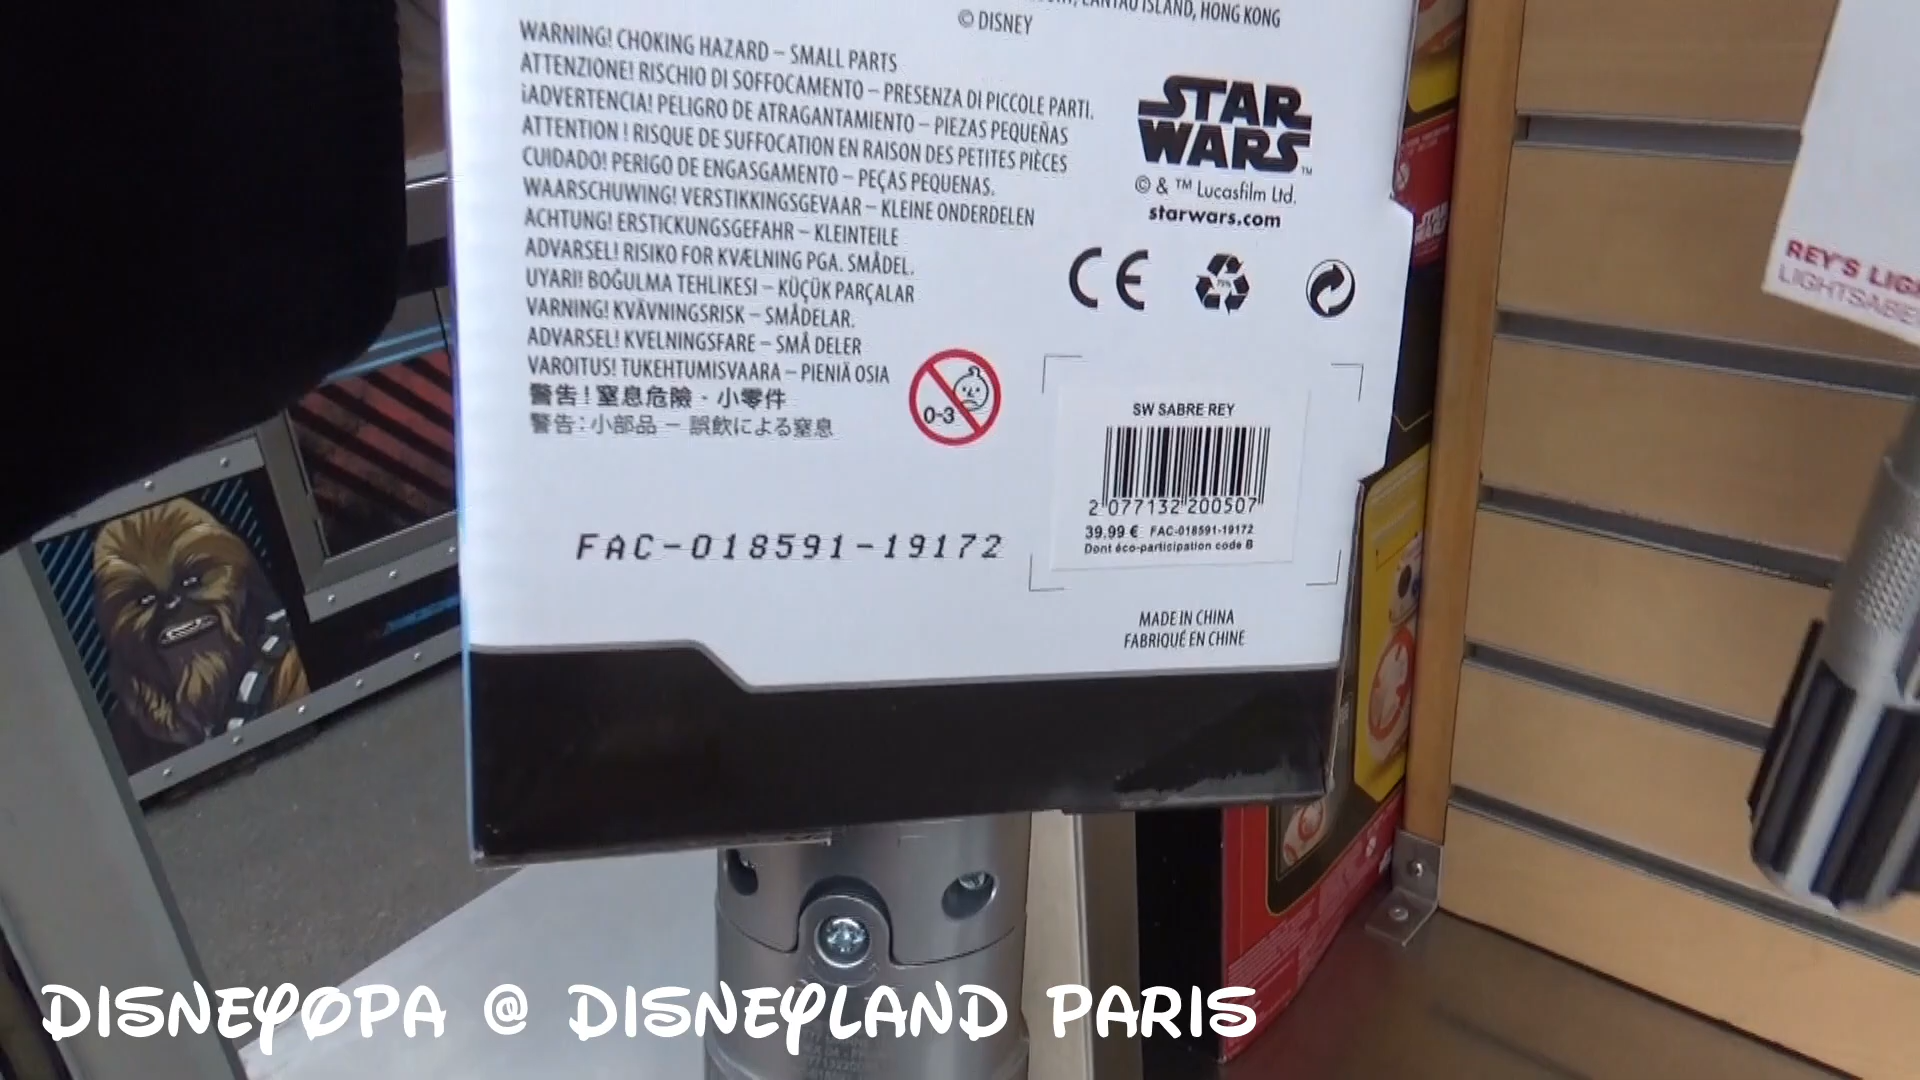 LANTAU ISLAND, HONG KONG
© DISNEY
WARNING! CHOKING HAZARD – SMALL PARTS
ATTENZIONE! RISCHIO DI SOFFOCAMENTO – PRESENZA DI PICCOLE PARTI.
¡ADVERTENCIA! PELIGRO DE ATRAGANTAMIENTO – PIEZAS PEQUEÑAS
ATTENTION ! RISQUE DE SUFFOCATION EN RAISON DES PETITES PIÈCES
CUIDADO! PERIGO DE ENGASGAMENTO – PEÇAS PEQUENAS.
WAARSCHUWING! VERSTIKKINGSGEVAAR – KLEINE ONDERDELEN
ACHTUNG! ERSTICKUNGSGEFAHR – KLEINTEILE
ADVARSEL! RISIKO FOR KVÆLNING PGA. SMÅDEL.
UYARI! BOĞULMA TEHLIKESI – KÜÇÜK PARÇALAR
VARNING! KVÄVNINGSRISK – SMÅDELAR.
ADVARSEL! KVELNINGSFARE – SMÅ DELER
VAROITUS! TUKEHTUMISVAARA – PIENIÄ OSIA
警告！窒息危險 - 小零件
警告：小部品 – 誤飲による窒息
0-3
FAC-018591-19172
STAR WARS™
© & ™ Lucasfilm Ltd.
starwars.com
CE
75%
SW SABRE REY
2 077132 200507
39.99 € FAC-018591-19172
Dont éco-participation code B
MADE IN CHINA
FABRIQUÉ EN CHINE
REY'S
DISNEYOPA @ DISNEYLAND PARIS